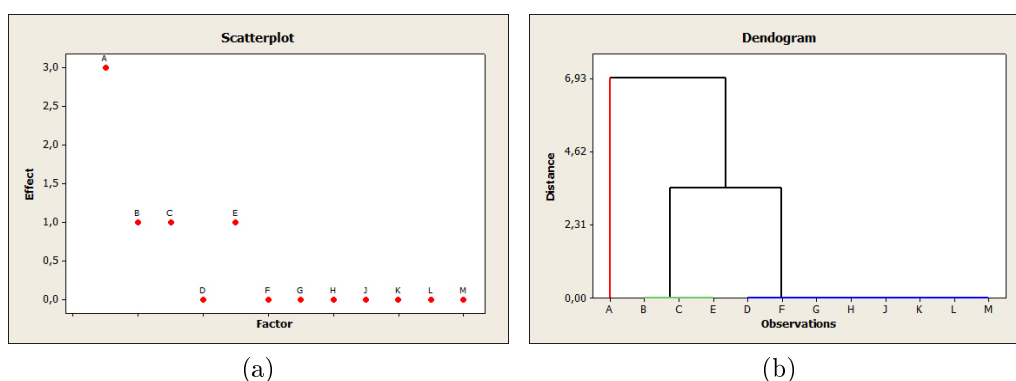 Scatterplot
3,0
2,5
2,0
1,5
1,0
0,5
0,0
Effect
A
B
C
E
D
F
G
H
J
K
L
M
Factor
(a)
Dendogram
6,93
4,62
2,31
0,00
Distance
A B C E D F G H J K L M
Observations
(b)